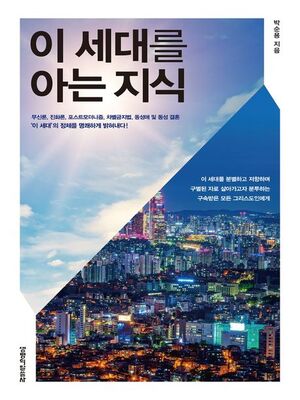 박순용 지음
이 세대를
아는 지식
무신론, 진화론, 포스트모더니즘, 차별금지법, 동성애 및 동성 결혼
'이 세대'의 정체를 명쾌하게 밝혀내다!
이 세대를 분별하고 저항하며
구별된 자로 살아가고자 분투하는
구속받은 모든 그리스도인에게